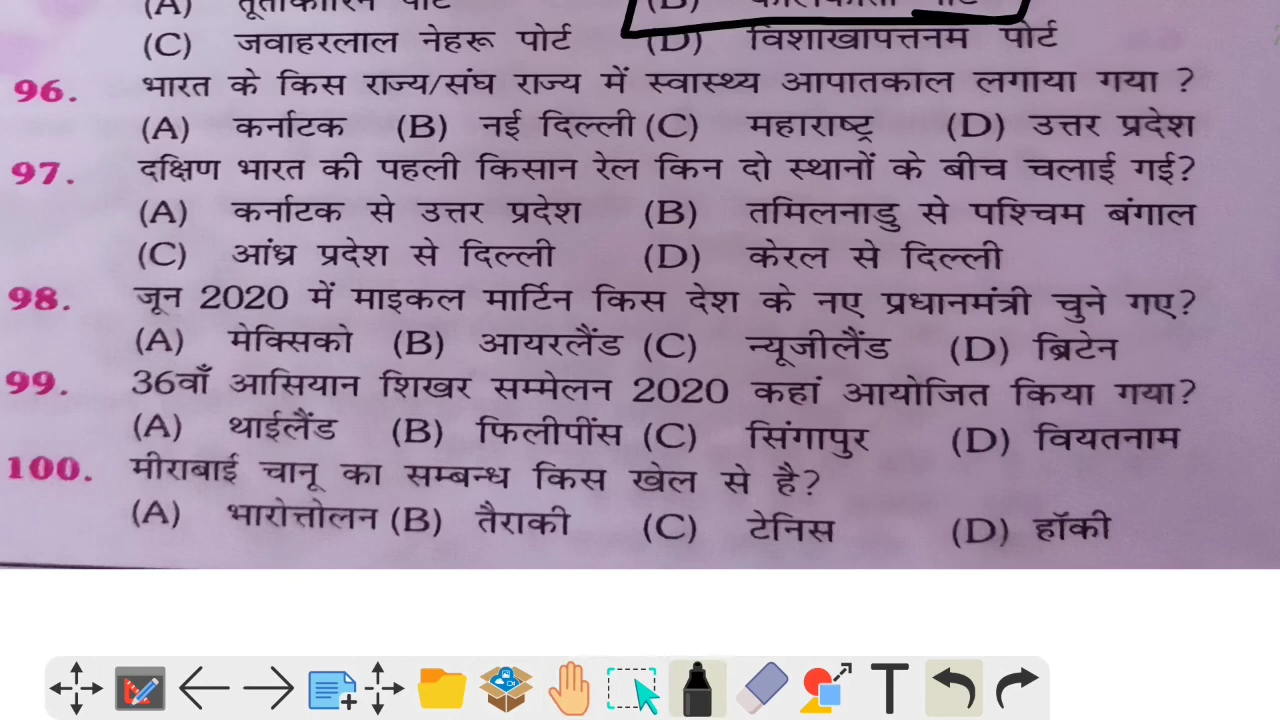 (A) तूतीकोरिन पोर्ट (B) कोलकाता पोर्ट
(C) जवाहरलाल नेहरू पोर्ट (D) विशाखापत्तनम पोर्ट
96. भारत के किस राज्य/संघ राज्य में स्वास्थ्य आपातकाल लगाया गया ?
(A) कर्नाटक (B) नई दिल्ली (C) महाराष्ट्र (D) उत्तर प्रदेश
97. दक्षिण भारत की पहली किसान रेल किन दो स्थानों के बीच चलाई गई?
(A) कर्नाटक से उत्तर प्रदेश (B) तमिलनाडु से पश्चिम बंगाल
(C) आंध्र प्रदेश से दिल्ली (D) केरल से दिल्ली
98. जून 2020 में माइकल मार्टिन किस देश के नए प्रधानमंत्री चुने गए?
(A) मेक्सिको (B) आयरलैंड (C) न्यूजीलैंड (D) ब्रिटेन
99. 36वाँ आसियान शिखर सम्मेलन 2020 कहां आयोजित किया गया?
(A) थाईलैंड (B) फिलीपींस (C) सिंगापुर (D) वियतनाम
100. मीराबाई चानू का सम्बन्ध किस खेल से है?
(A) भारोत्तोलन (B) तैराकी (C) टेनिस (D) हॉकी